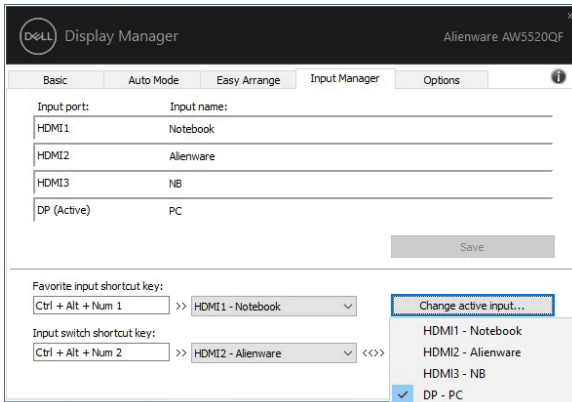 DELL Display Manager Alienware AW5520QF
Basic Auto Mode Easy Arrange Input Manager Options
Input port: Input name:
HDMI1 Notebook
HDMI2 Alienware
HDMI3 NB
DP (Active) PC
Save
Favorite input shortcut key:
Ctrl + Alt + Num 1 >> HDMI1 - Notebook Change active input...
Input switch shortcut key:
Ctrl + Alt + Num 2 >> HDMI2 - Alienware <<>>
HDMI1 - Notebook
HDMI2 - Alienware
HDMI3 - NB
DP - PC